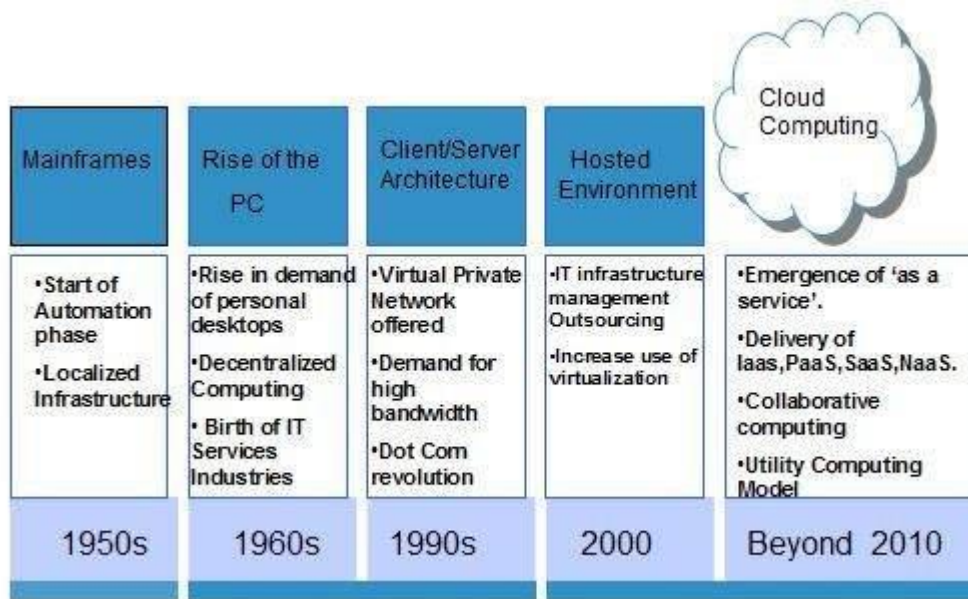 Mainframes
Rise of the
PC
Client/Server
Architecture
Hosted
Environment
Cloud
Computing
•Start of
Automation
phase
•Localized
Infrastructure
•Rise in demand
of personal
desktops
•Decentralized
Computing
• Birth of IT
Services
Industries
•Virtual Private
Network
offered
•Demand for
high
bandwidth
•Dot Com
revolution
•IT infrastructure
management
Outsourcing
•Increase use of
virtualization
•Emergence of ‘as a
service’.
•Delivery of
Iaas,PaaS,SaaS,NaaS.
•Collaborative
computing
•Utility Computing
Model
1950s
1960s
1990s
2000
Beyond 2010